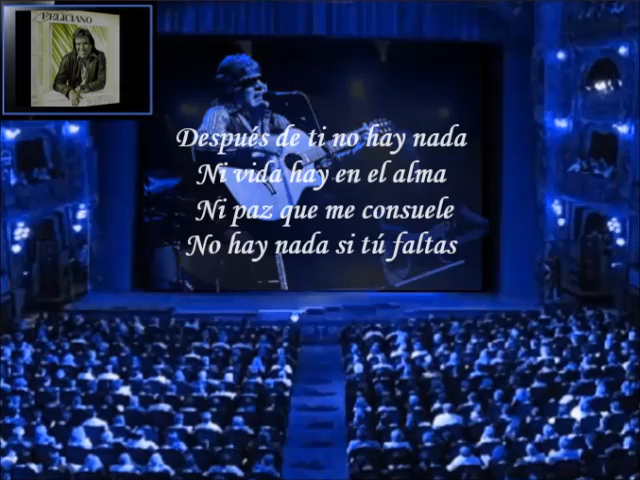 FELICIANO
Después de ti no hay nada
Ni vida hay en el alma
Ni paz que me consuele
No hay nada si tú faltas